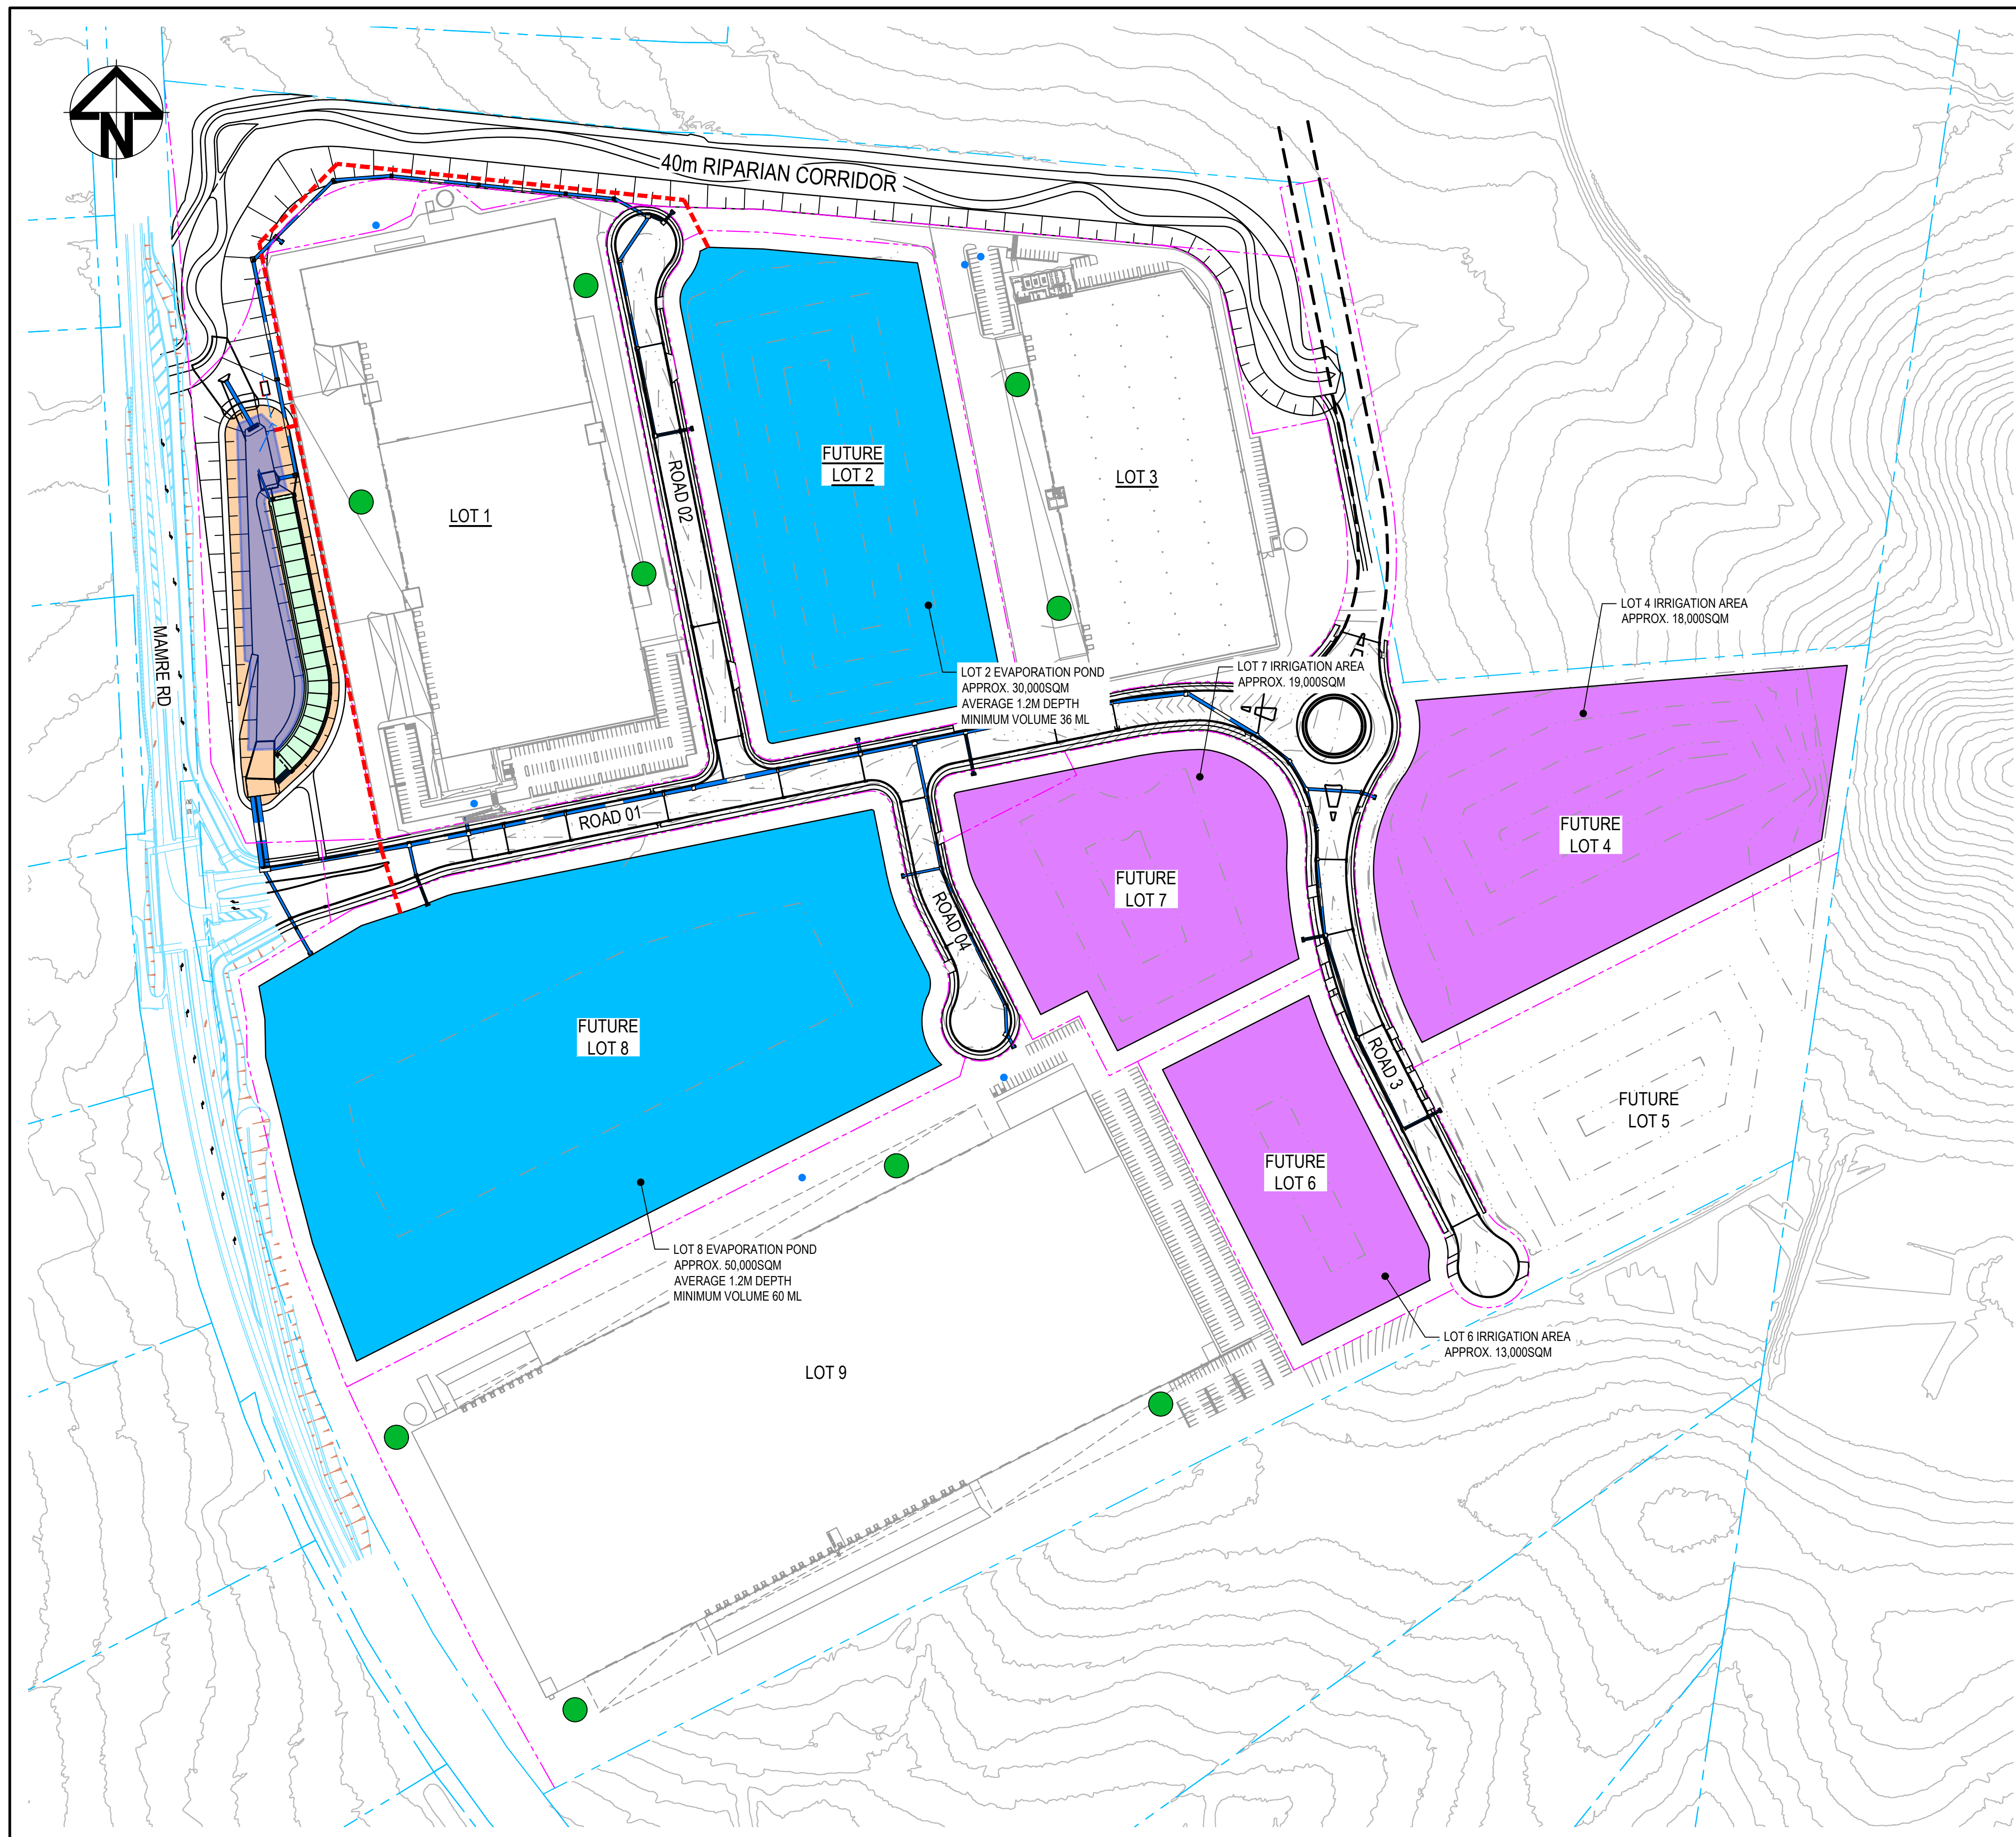 N
40m RIPARIAN CORRIDOR
LOT 1
ROAD 02
FUTURE
LOT 2
LOT 3
MAMRE RD
LOT 4 IRRIGATION AREA
APPROX. 18,000SQM
LOT 2 EVAPORATION POND
APPROX. 30,000SQM
AVERAGE 1.2M DEPTH
MINIMUM VOLUME 36 ML
LOT 7 IRRIGATION AREA
APPROX. 19,000SQM
ROAD 01
FUTURE
LOT 4
FUTURE
LOT 7
ROAD 04
FUTURE
LOT 8
ROAD 3
FUTURE
LOT 5
FUTURE
LOT 6
LOT 8 EVAPORATION POND
APPROX. 50,000SQM
AVERAGE 1.2M DEPTH
MINIMUM VOLUME 60 ML
LOT 6 IRRIGATION AREA
APPROX. 13,000SQM
LOT 9